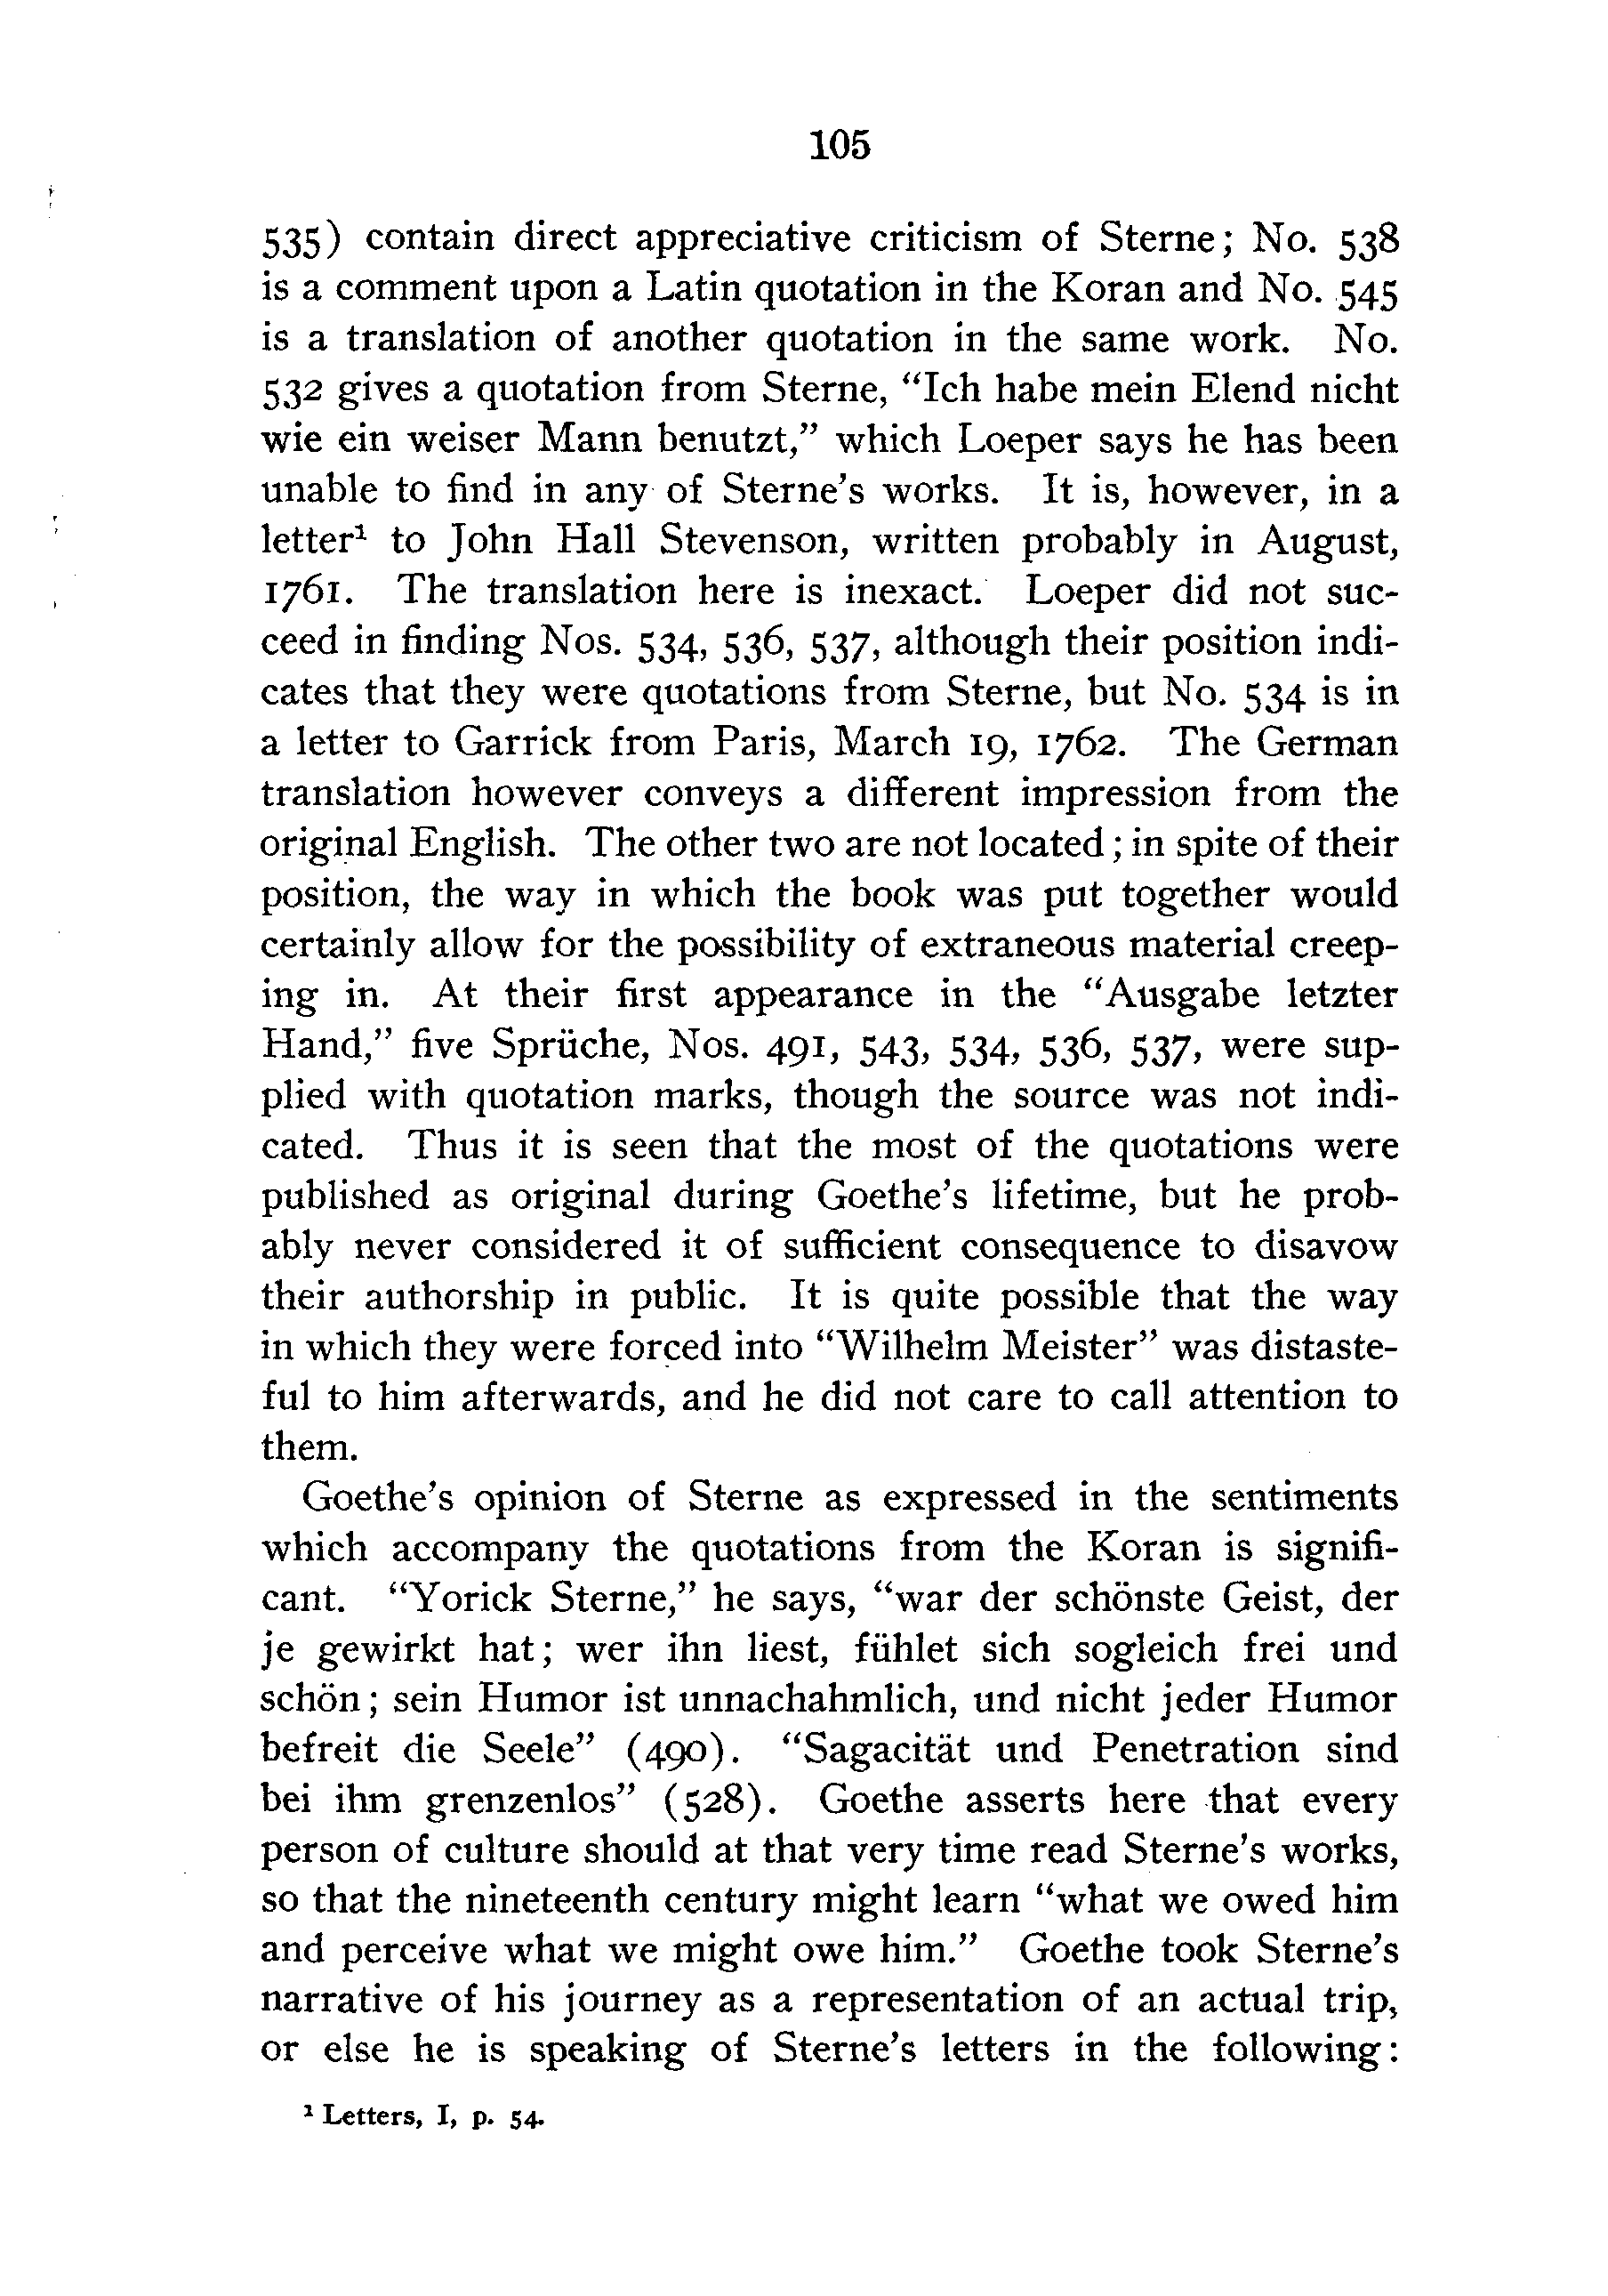 105
535) contain direct appreciative criticism of Sterne; No. 538
is a comment upon a Latin quotation in the Koran and No. 545
is a translation of another quotation in the same work. No.
532 gives a quotation from Sterne, “Ich habe mein Elend nicht
wie ein weiser Mann benutzt,” which Loeper says he has been
unable to find in any of Sterne’s works. It is, however, in a
letter¹ to John Hall Stevenson, written probably in August,
1761. The translation here is inexact. Loeper did not suc-
ceed in finding Nos. 534, 536, 537, although their position indi-
cates that they were quotations from Sterne, but No. 534 is in
a letter to Garrick from Paris, March 19, 1762. The German
translation however conveys a different impression from the
original English. The other two are not located; in spite of their
position, the way in which the book was put together would
certainly allow for the possibility of extraneous material creep-
ing in. At their first appearance in the “Ausgabe letzter
Hand,” five Sprüche, Nos. 491, 543, 534, 536, 537, were sup-
plied with quotation marks, though the source was not indi-
cated. Thus it is seen that the most of the quotations were
published as original during Goethe’s lifetime, but he prob-
ably never considered it of sufficient consequence to disavow
their authorship in public. It is quite possible that the way
in which they were forced into “Wilhelm Meister” was distaste-
ful to him afterwards, and he did not care to call attention to
them.
Goethe’s opinion of Sterne as expressed in the sentiments
which accompany the quotations from the Koran is signifi-
cant. “Yorick Sterne,” he says, “war der schönste Geist, der
je gewirkt hat; wer ihn liest, fühlet sich sogleich frei und
schön; sein Humor ist unnachahmlich, und nicht jeder Humor
befreit die Seele” (490). “Sagacität und Penetration sind
bei ihm grenzenlos” (528). Goethe asserts here that every
person of culture should at that very time read Sterne’s works,
so that the nineteenth century might learn “what we owed him
and perceive what we might owe him.” Goethe took Sterne’s
narrative of his journey as a representation of an actual trip,
or else he is speaking of Sterne’s letters in the following:
¹ Letters, I, p. 54.